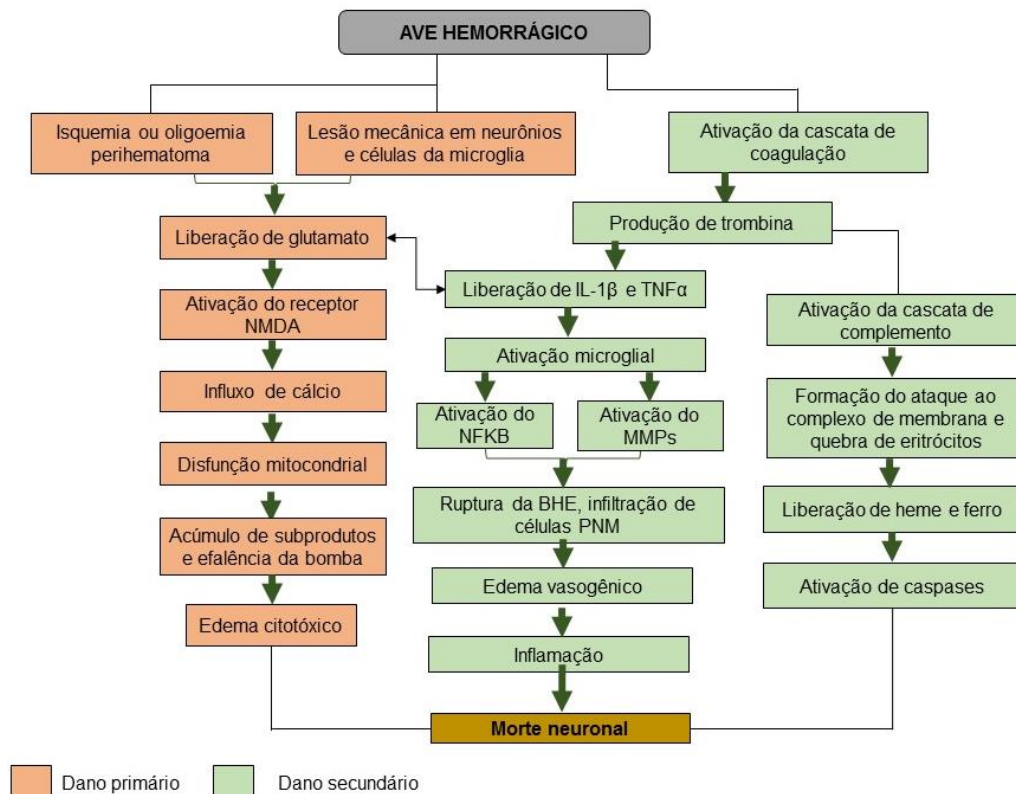 AVE HEMORRÁGICO
Isquemia ou oligoemia
perihematoma
Lesão mecânica em neurônios
e células da microglia
Ativação da cascata de
coagulação
Liberação de glutamato
Produção de trombina
Ativação do receptor
NMDA
Liberação de IL-1β e TNFα
Ativação da cascata de
complemento
Influxo de cálcio
Ativação microglial
Ativação do
NFKB
Ativação do
MMPs
Formação do ataque ao
complexo de membrana e
quebra de eritrócitos
Disfunção mitocondrial
Ruptura da BHE, infiltração de
células PNM
Liberação de heme e ferro
Acúmulo de subprodutos
e efalência da bomba
Edema vasogênico
Ativação de caspases
Edema citotóxico
Inflamação
Morte neuronal
Dano primário
Dano secundário